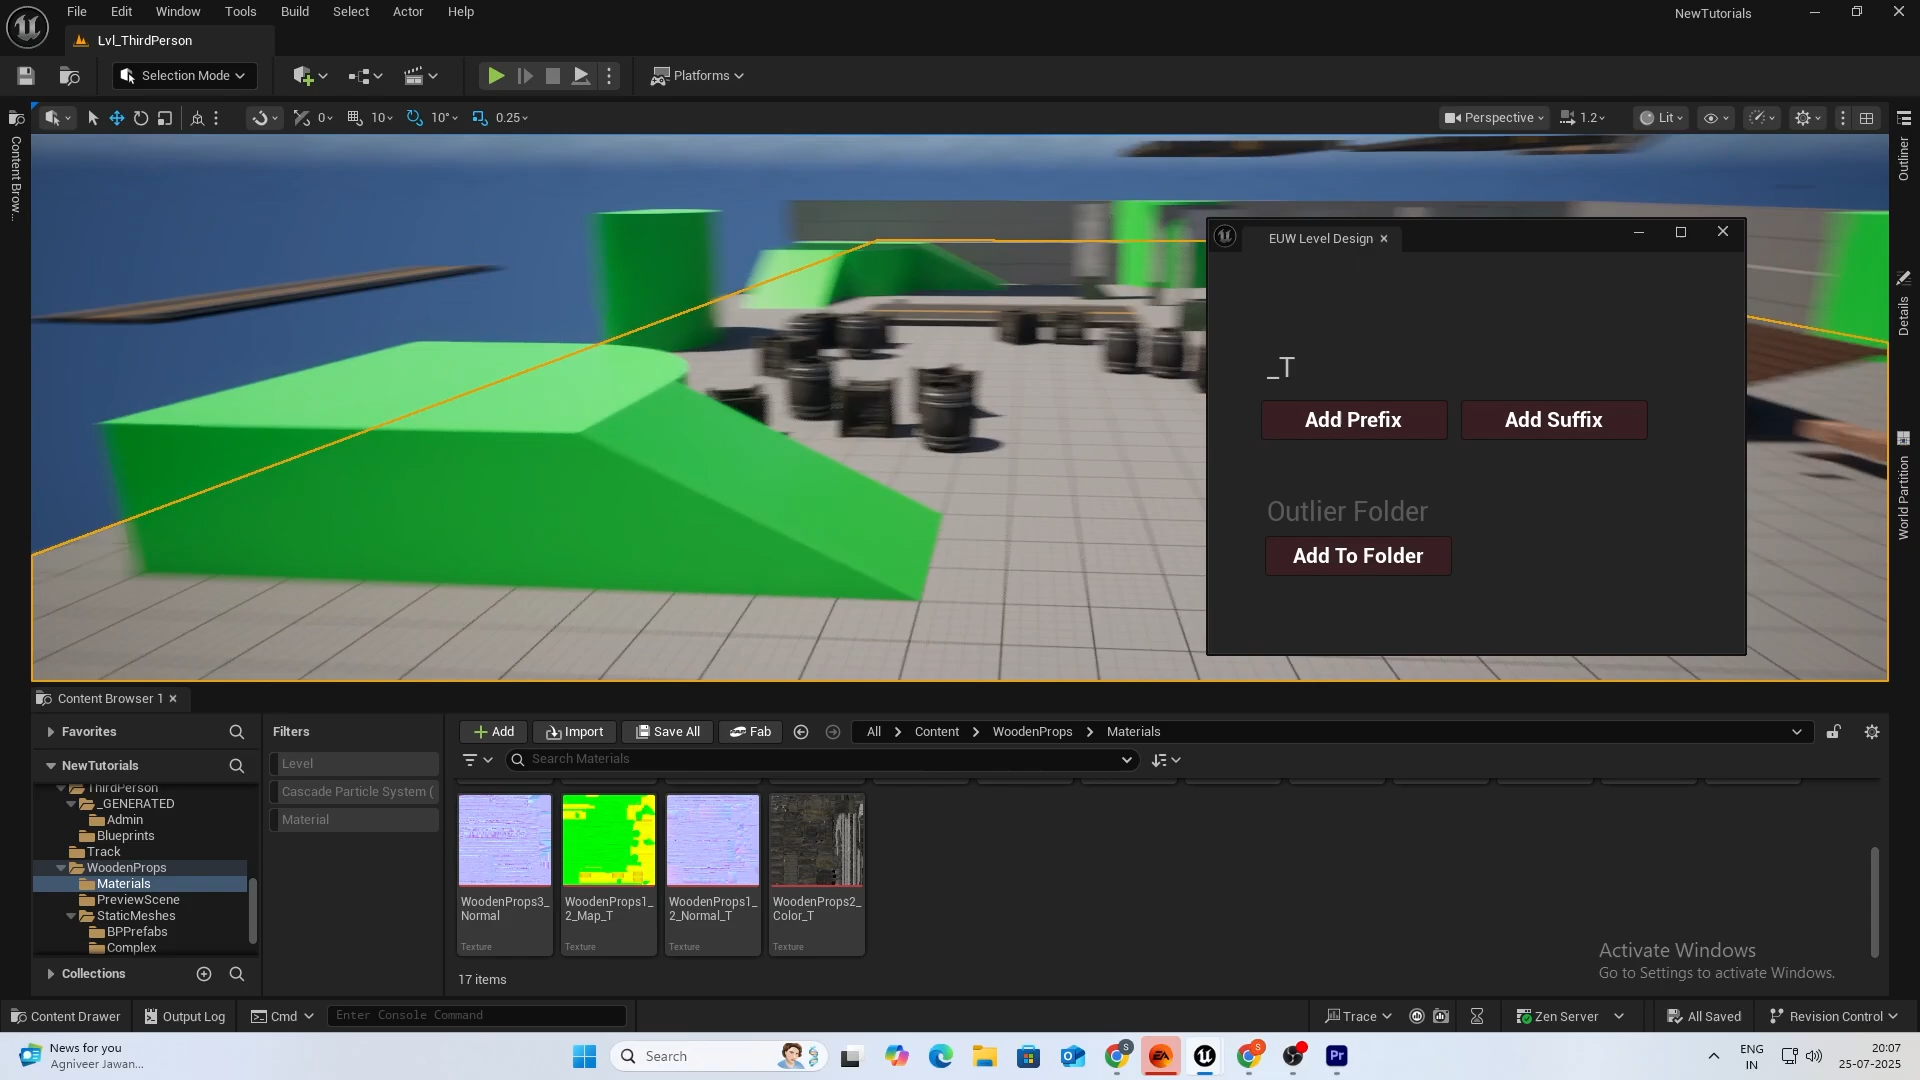 File Edit Window Tools Build Select Actor Help
NewTutorials
Lvl_ThirdPerson
Selection Mode
Platforms
0 10 10° 0.25
Perspective 1.2 Lit
Content Brow...
Outliner
Details
World Partition
EUW Level Design
_T
Add Prefix Add Suffix
Outlier Folder
Add To Folder
Content Browser 1
Favorites
NewTutorials
ThirdPerson
_GENERATED
Admin
Blueprints
Track
WoodenProps
Materials
PreviewScene
StaticMeshes
BPPrefabs
Complex
Collections
Filters
Level
Cascade Particle System (
Material
Add Import Save All Fab All Content WoodenProps Materials
Search Materials
WoodenProps3_ WoodenProps1_ WoodenProps1_ WoodenProps2_
Normal 2_Map_T 2_Normal_T Color_T
Texture Texture Texture Texture
17 items
Activate Windows
Go to Settings to activate Windows.
Content Drawer Output Log Cmd Enter Console Command
Trace Zen Server All Saved Revision Control
News for you
Agniveer Jawan...
Search
S S
EA
Pr
ENG
IN
20:07
25-07-2025